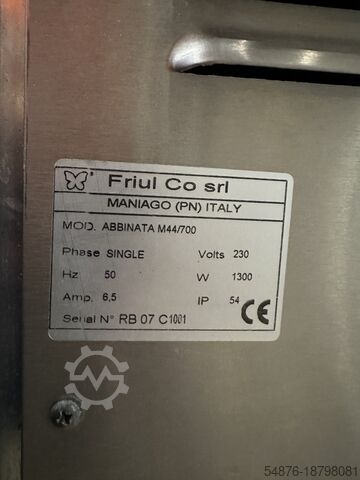 Friul Co srl
MANIAGO (PN) ITALY
MOD. ABBINATA M44/700
Phase SINGLE Volts 230
Hz 50 W 1300
Amp. 6,5 IP 54
Serial N° RB 07 C1001 CE
54876-18798081